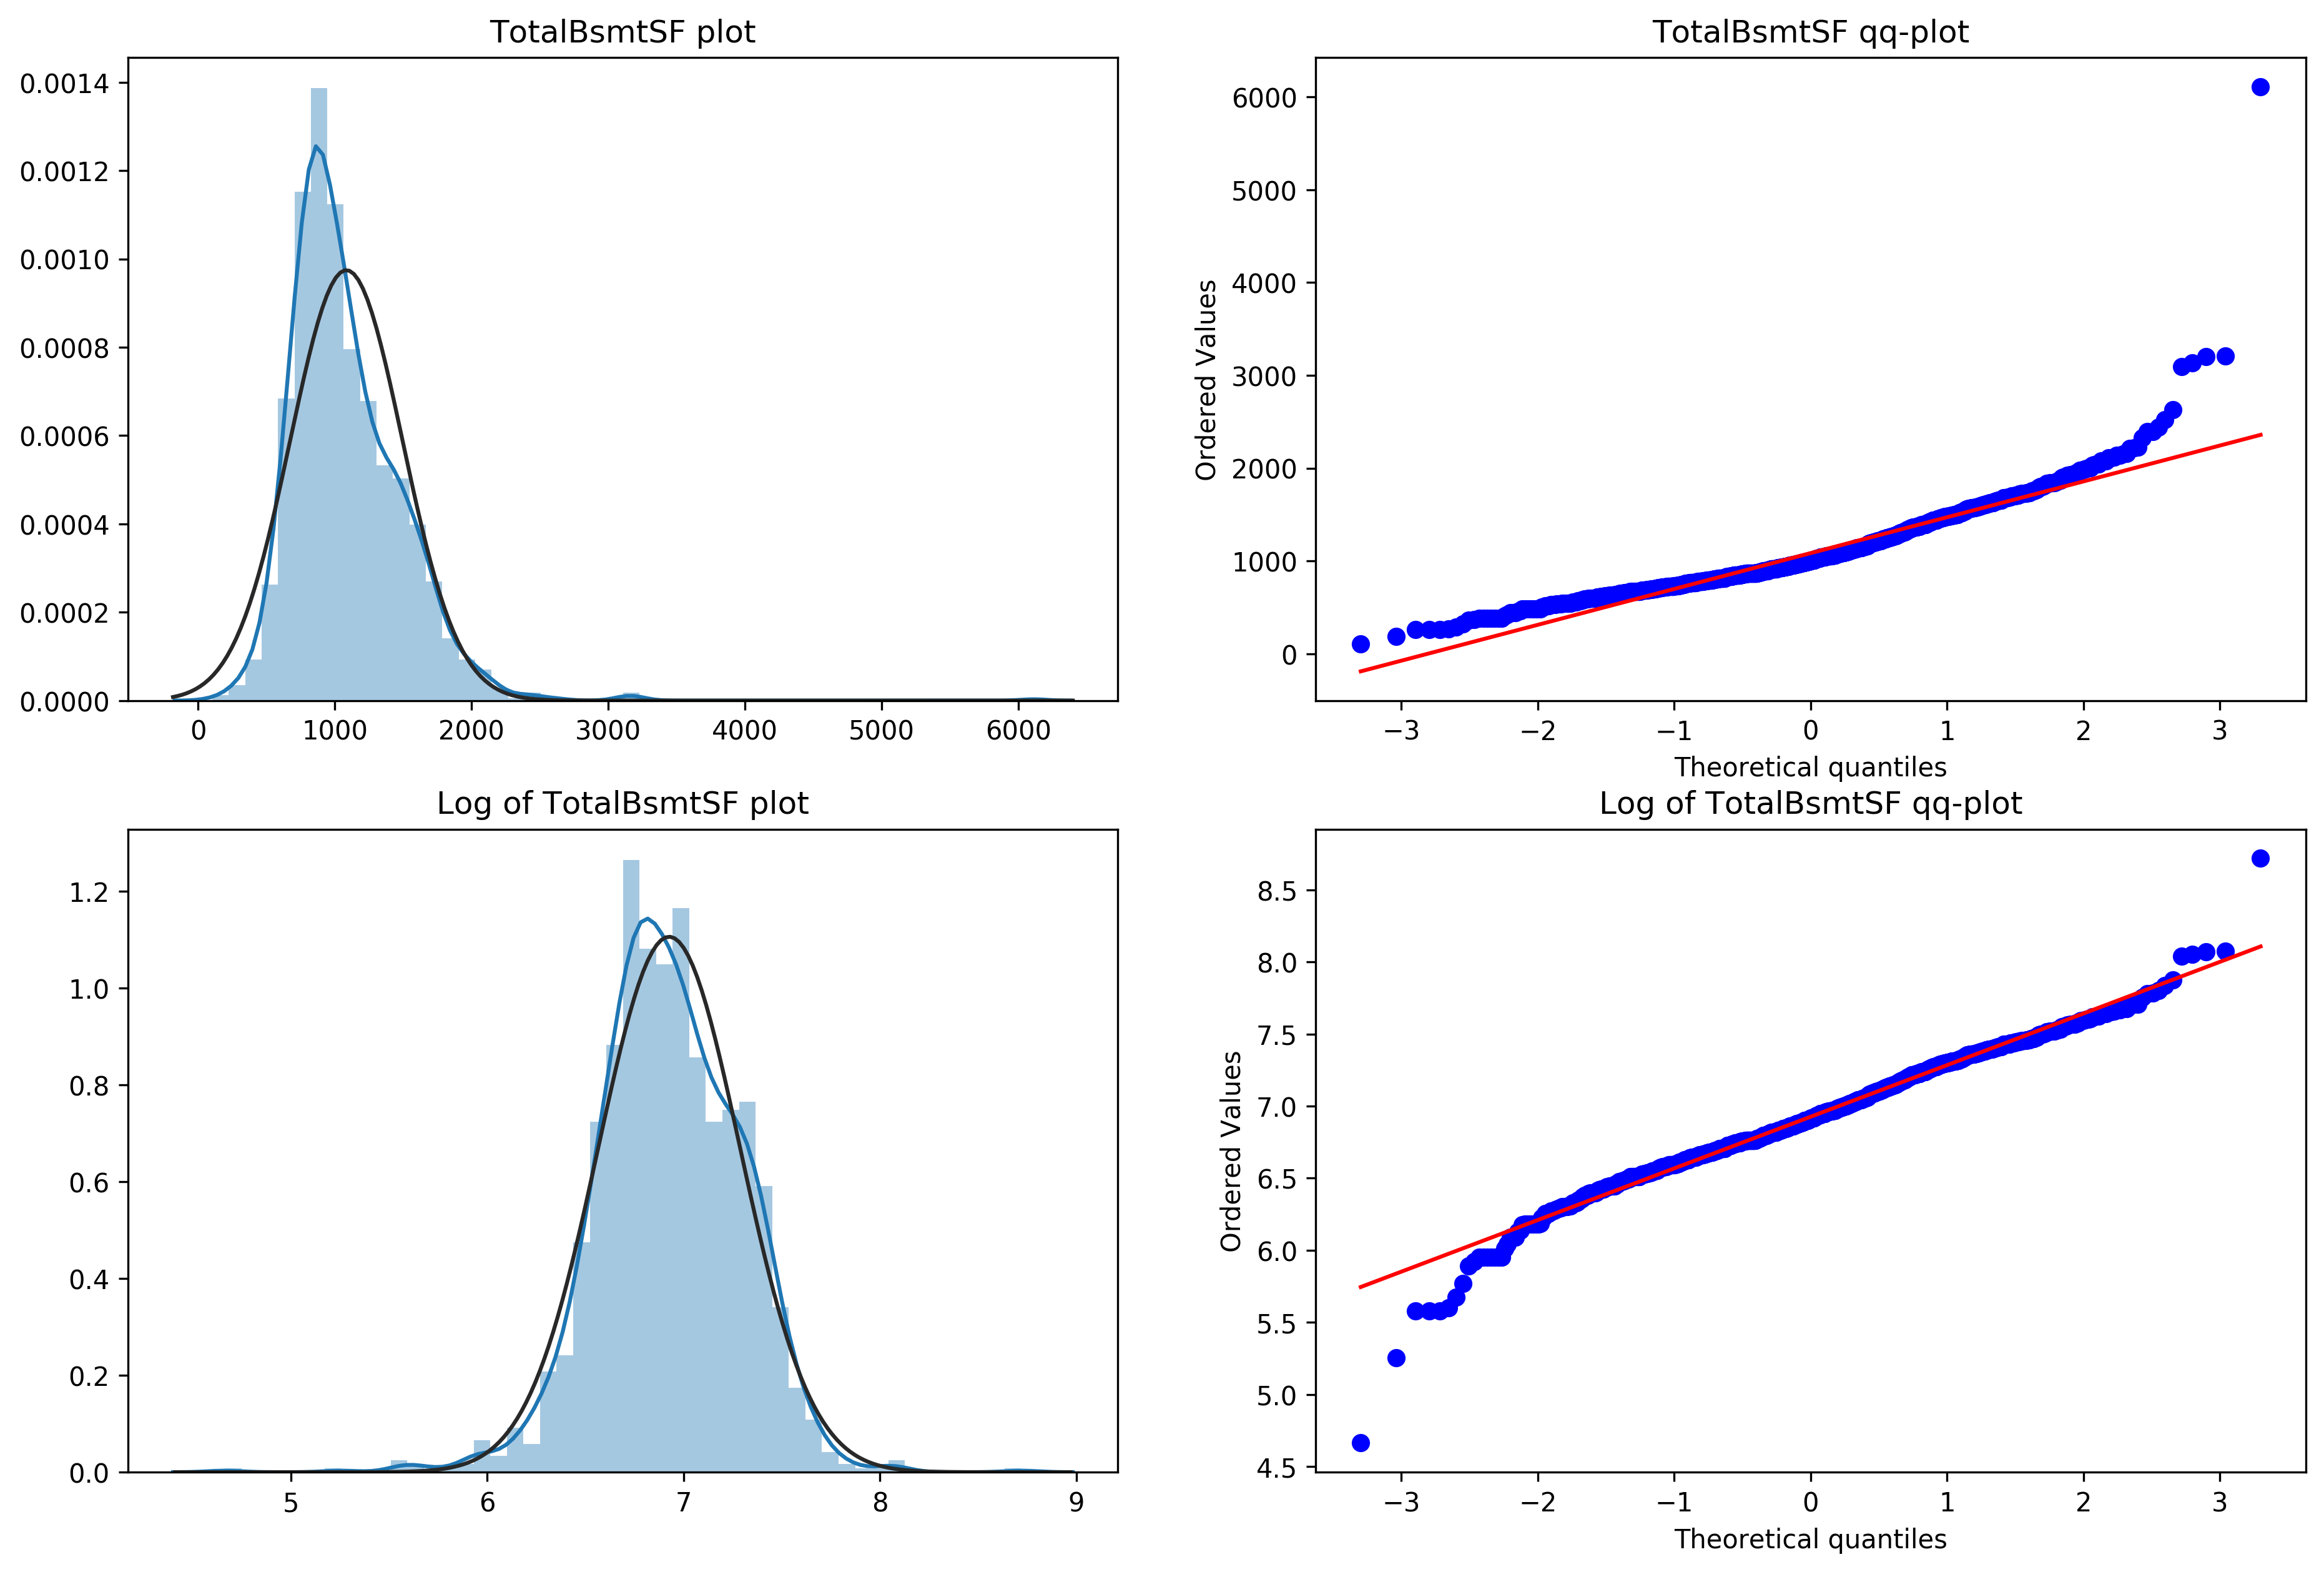 TotalBsmtSF plot
0.0014
0.0012
0.0010
0.0008
0.0006
0.0004
0.0002
0.0000
0 1000 2000 3000 4000 5000 6000
TotalBsmtSF qq-plot
Ordered Values
6000
5000
4000
3000
2000
1000
0
−3 −2 −1 0 1 2 3
Theoretical quantiles
Log of TotalBsmtSF plot
1.2
1.0
0.8
0.6
0.4
0.2
0.0
5 6 7 8 9
Log of TotalBsmtSF qq-plot
Ordered Values
8.5
8.0
7.5
7.0
6.5
6.0
5.5
5.0
4.5
−3 −2 −1 0 1 2 3
Theoretical quantiles